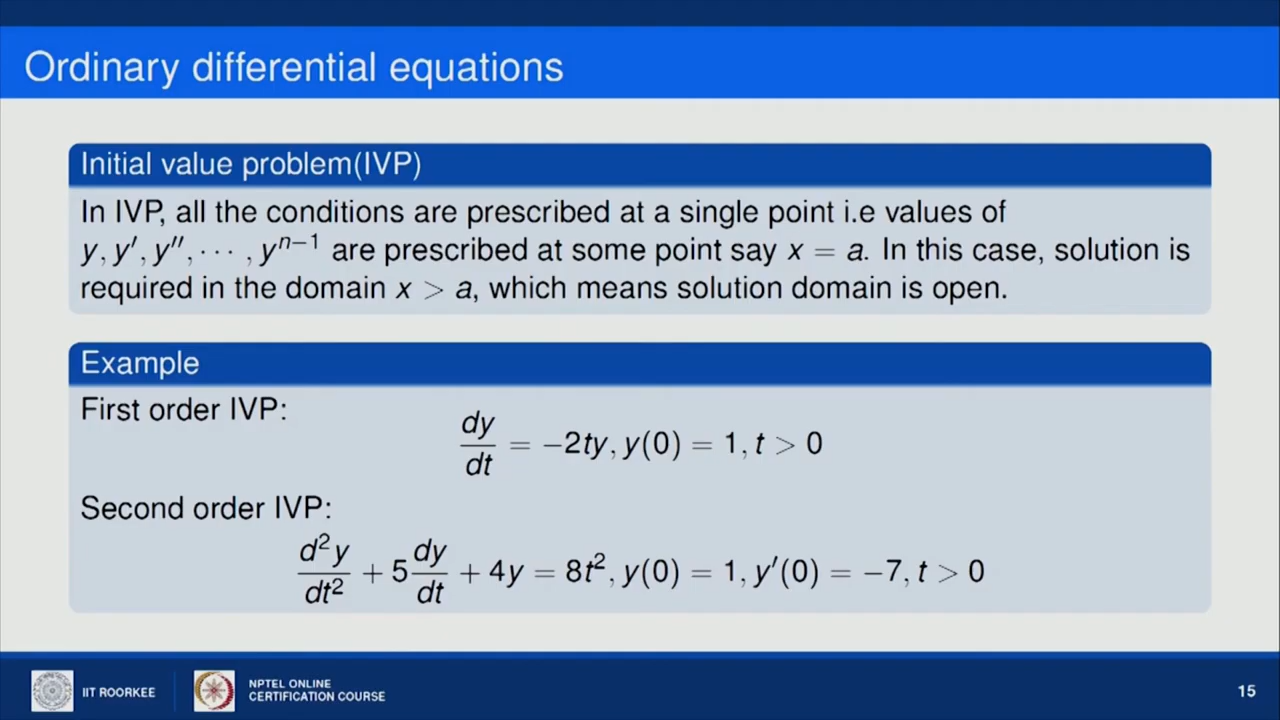 Ordinary differential equations
Initial value problem(IVP)
In IVP, all the conditions are prescribed at a single point i.e values of
y, y′, y″, ⋯ , yⁿ⁻¹ are prescribed at some point say x = a. In this case, solution is
required in the domain x > a, which means solution domain is open.
Example
First order IVP:
dy/dt = −2ty, y(0) = 1, t > 0
Second order IVP:
d²y/dt² + 5 dy/dt + 4y = 8t², y(0) = 1, y′(0) = −7, t > 0
IIT ROORKEE
NPTEL ONLINE
CERTIFICATION COURSE
15